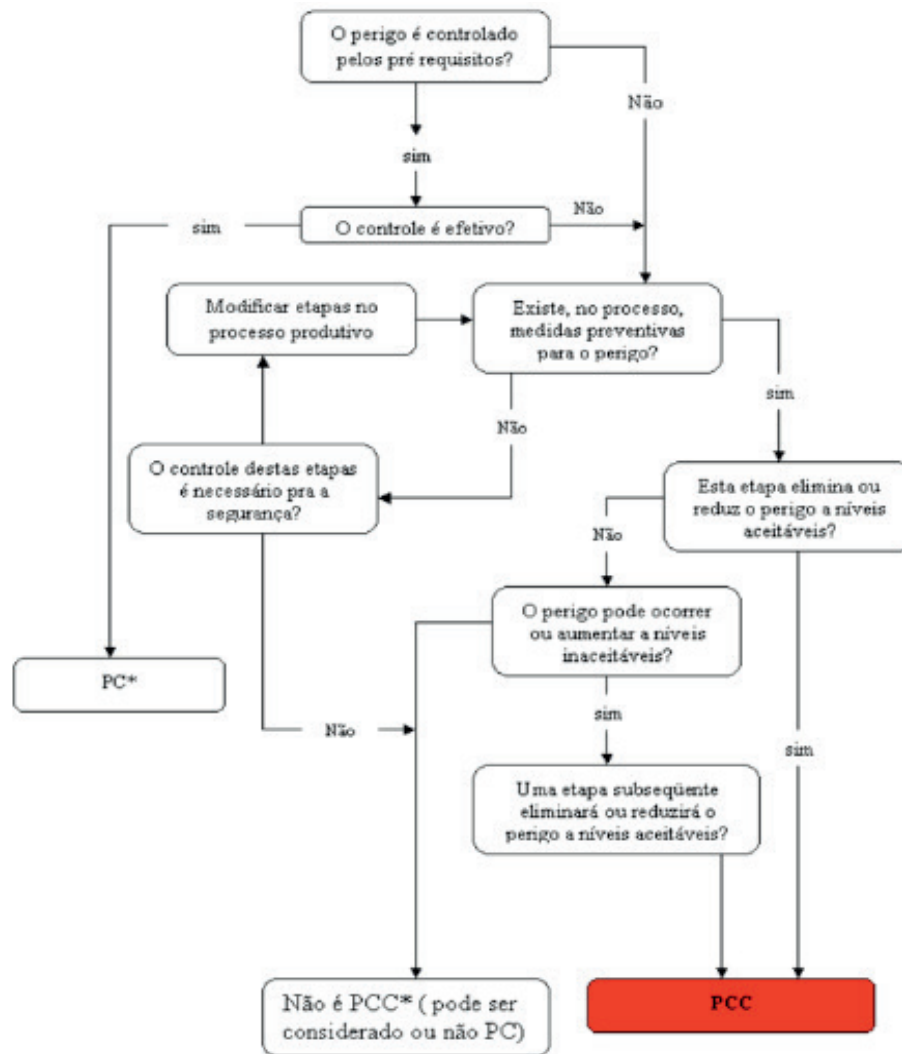 O perigo é controlado
pelos pré requisitos?
Não
sim
O controle é efetivo?
Não
sim
Modificar etapas no
processo produtivo
Existe, no processo,
medidas preventivas
para o perigo?
sim
Não
O controle destas etapas
é necessário pra a
segurança?
Esta etapa elimina ou
reduz o perigo a níveis
aceitáveis?
Não
O perigo pode ocorrer
ou aumentar a níveis
inaceitáveis?
PC*
Não
sim
sim
Uma etapa subseqüente
eliminará ou reduzirá o
perigo a níveis aceitáveis?
Não é PCC* ( pode ser
considerado ou não PC)
PCC